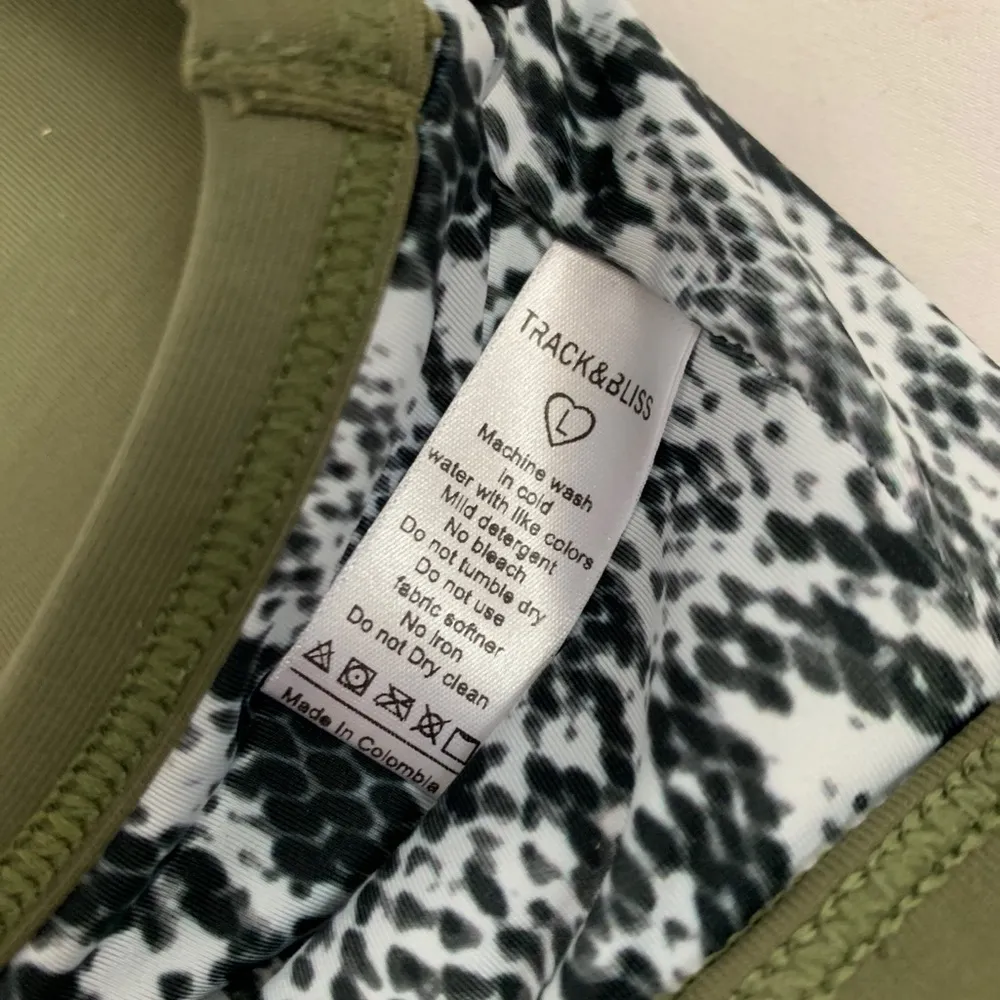 TRACK&BLISS
L
Machine wash
in cold
water with like colors
Mild detergent
No bleach
Do not tumble dry
Do not use
fabric softner
No Iron
Do not Dry clean
Made In Colombia